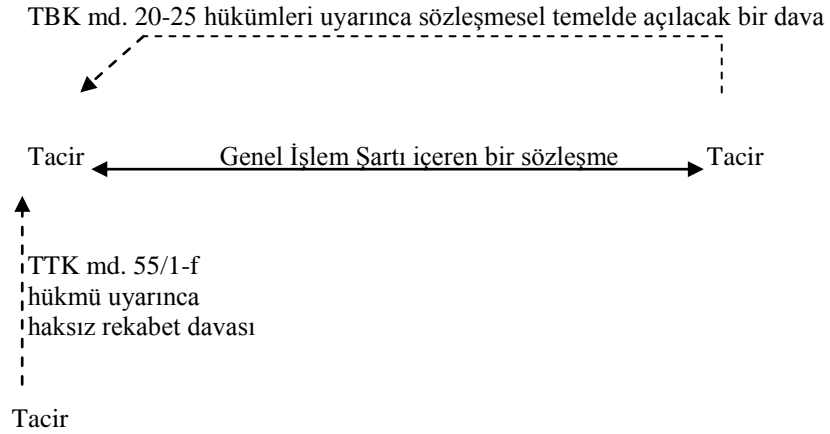 TBK md. 20-25 hükümleri uyarınca sözleşmesel temelde açılacak bir dava
Tacir Genel İşlem Şartı içeren bir sözleşme Tacir
TTK md. 55/1-f
hükmü uyarınca
haksız rekabet davası
Tacir